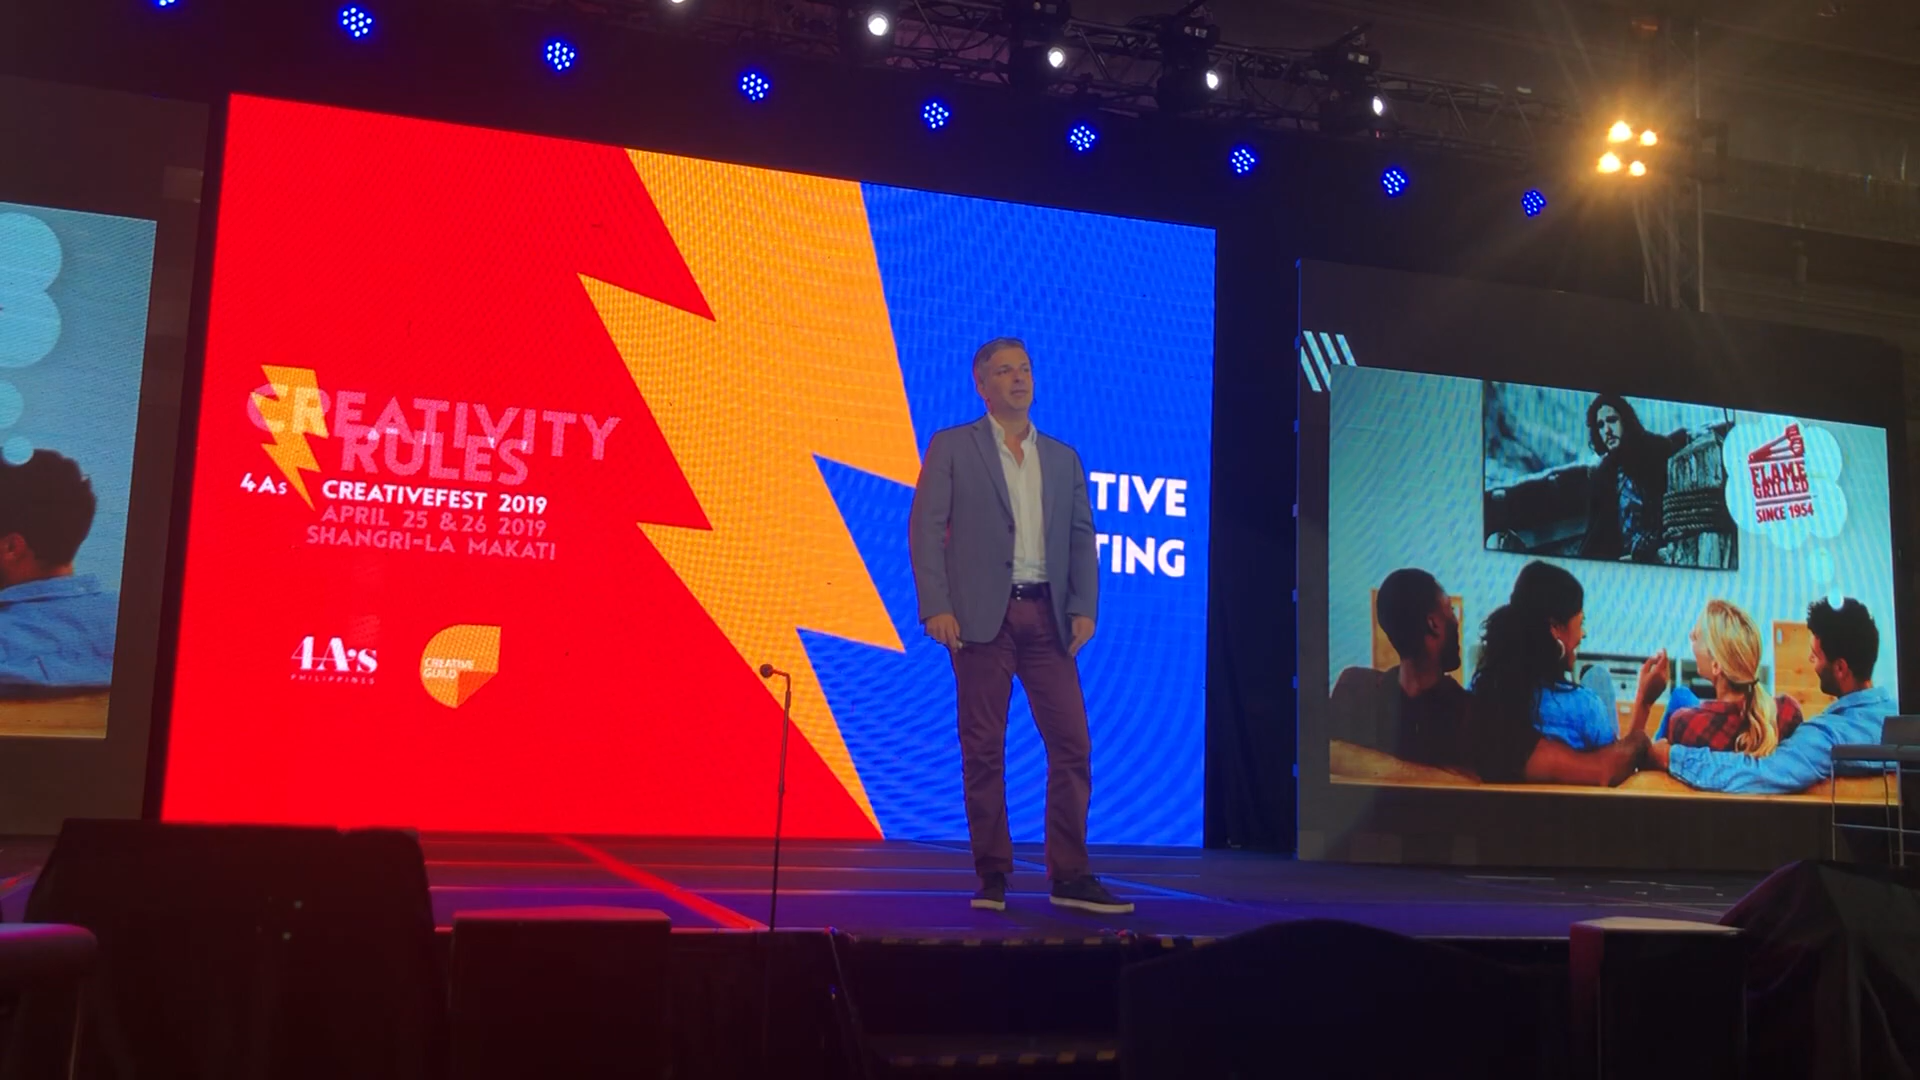 CREATIVITY
RULES
4As CREATIVEFEST 2019
APRIL 25 & 26 2019
SHANGRI-LA MAKATI
4A's
PHILIPPINES
CREATIVE
GUILD
TIVE
TING
FLAME
GRILLED
SINCE 1954